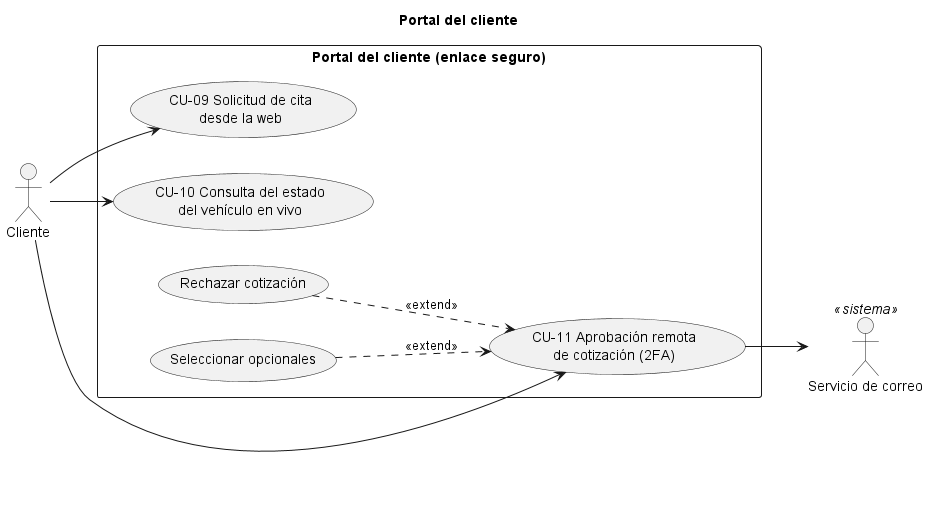 Portal del cliente
Portal del cliente (enlace seguro)
CU-09 Solicitud de cita
desde la web
CU-10 Consulta del estado
del vehículo en vivo
Cliente
Rechazar cotización
«extend»
«sistema»
CU-11 Aprobación remota
de cotización (2FA)
Seleccionar opcionales
«extend»
Servicio de correo